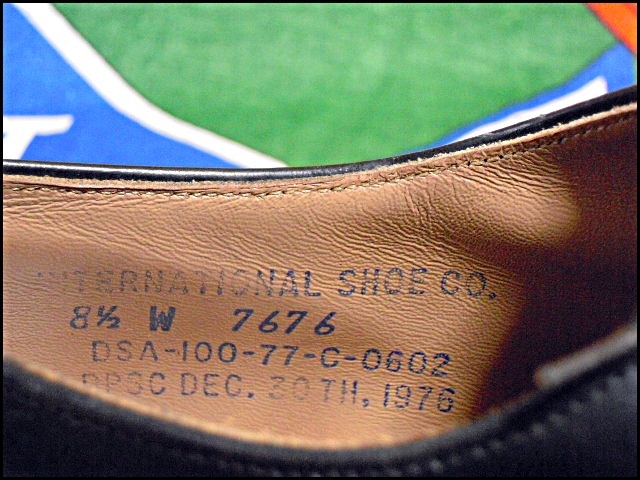 INTERNATIONAL SHOE CO.
8½ W 7676
DSA-100-77-C-0602
DPSC DEC. 30TH, 1976